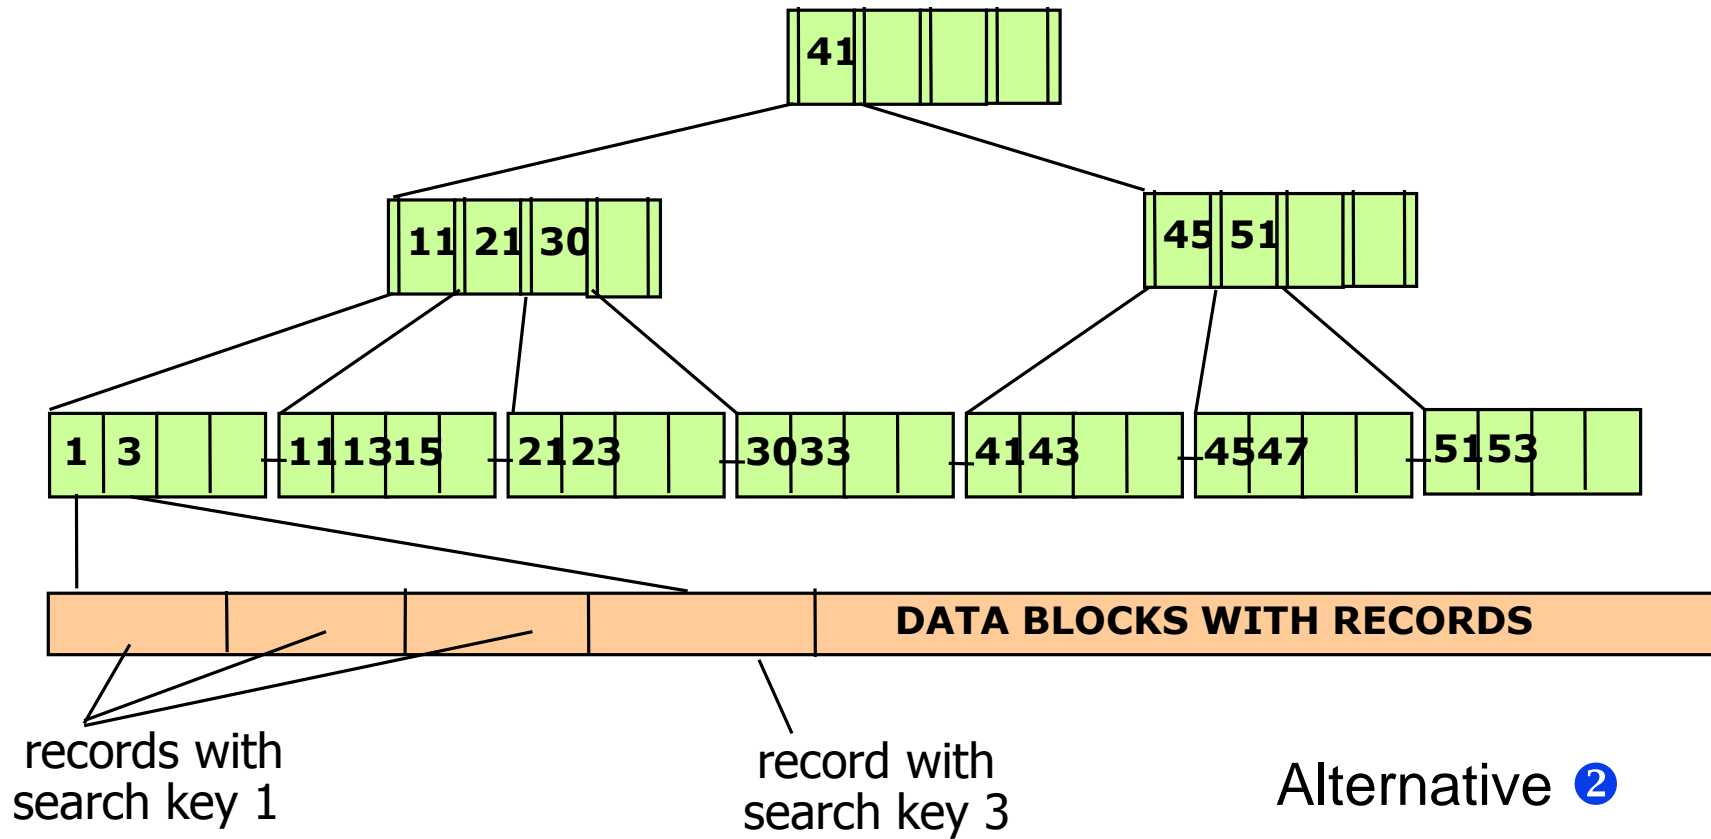 41
11 21 30
45 51
1 3
11 13 15
21 23
30 33
41 43
45 47
51 53
DATA BLOCKS WITH RECORDS
records with
search key 1
record with
search key 3
Alternative ❷